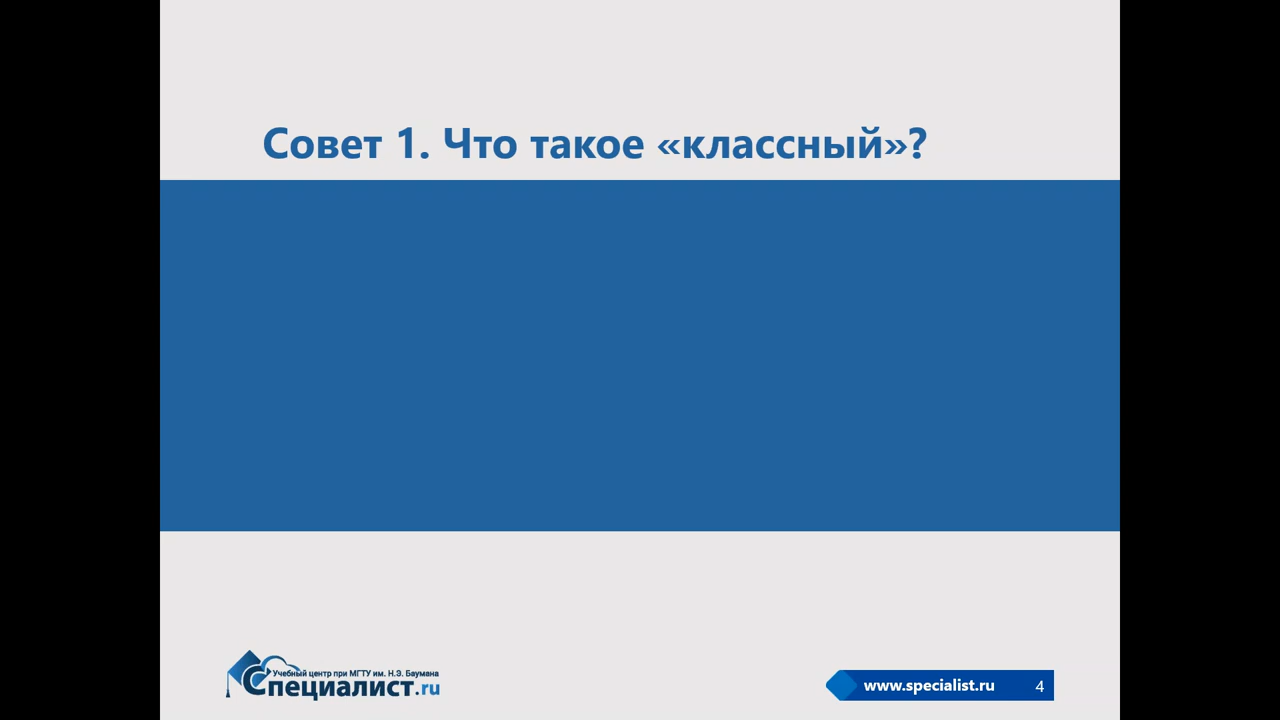 Совет 1. Что такое «классный»?
Учебный центр при МГТУ им. Н.Э. Баумана
Специалист.ru
www.specialist.ru 4